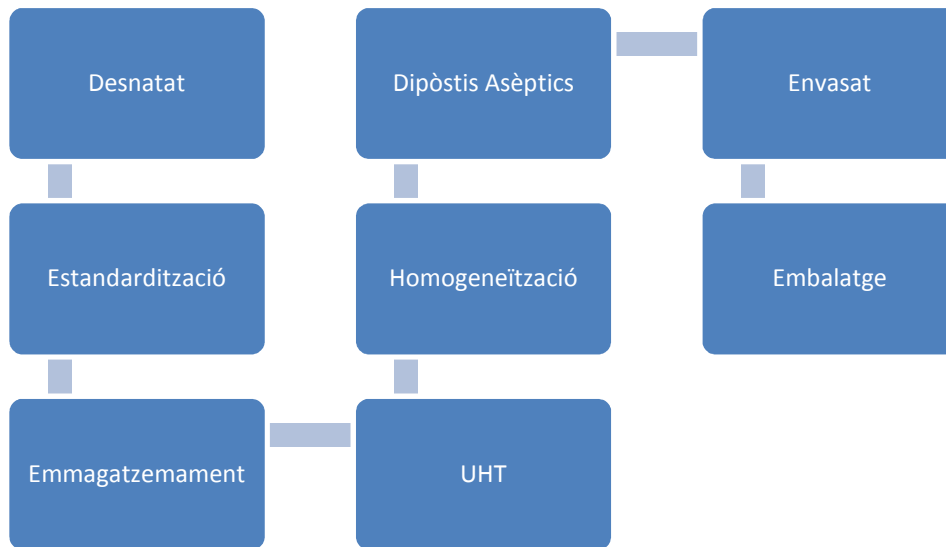 Desnatat
Estandardització
Emmagatzemament
UHT
Homogeneïtzació
Dipòstis Asèptics
Envasat
Embalatge